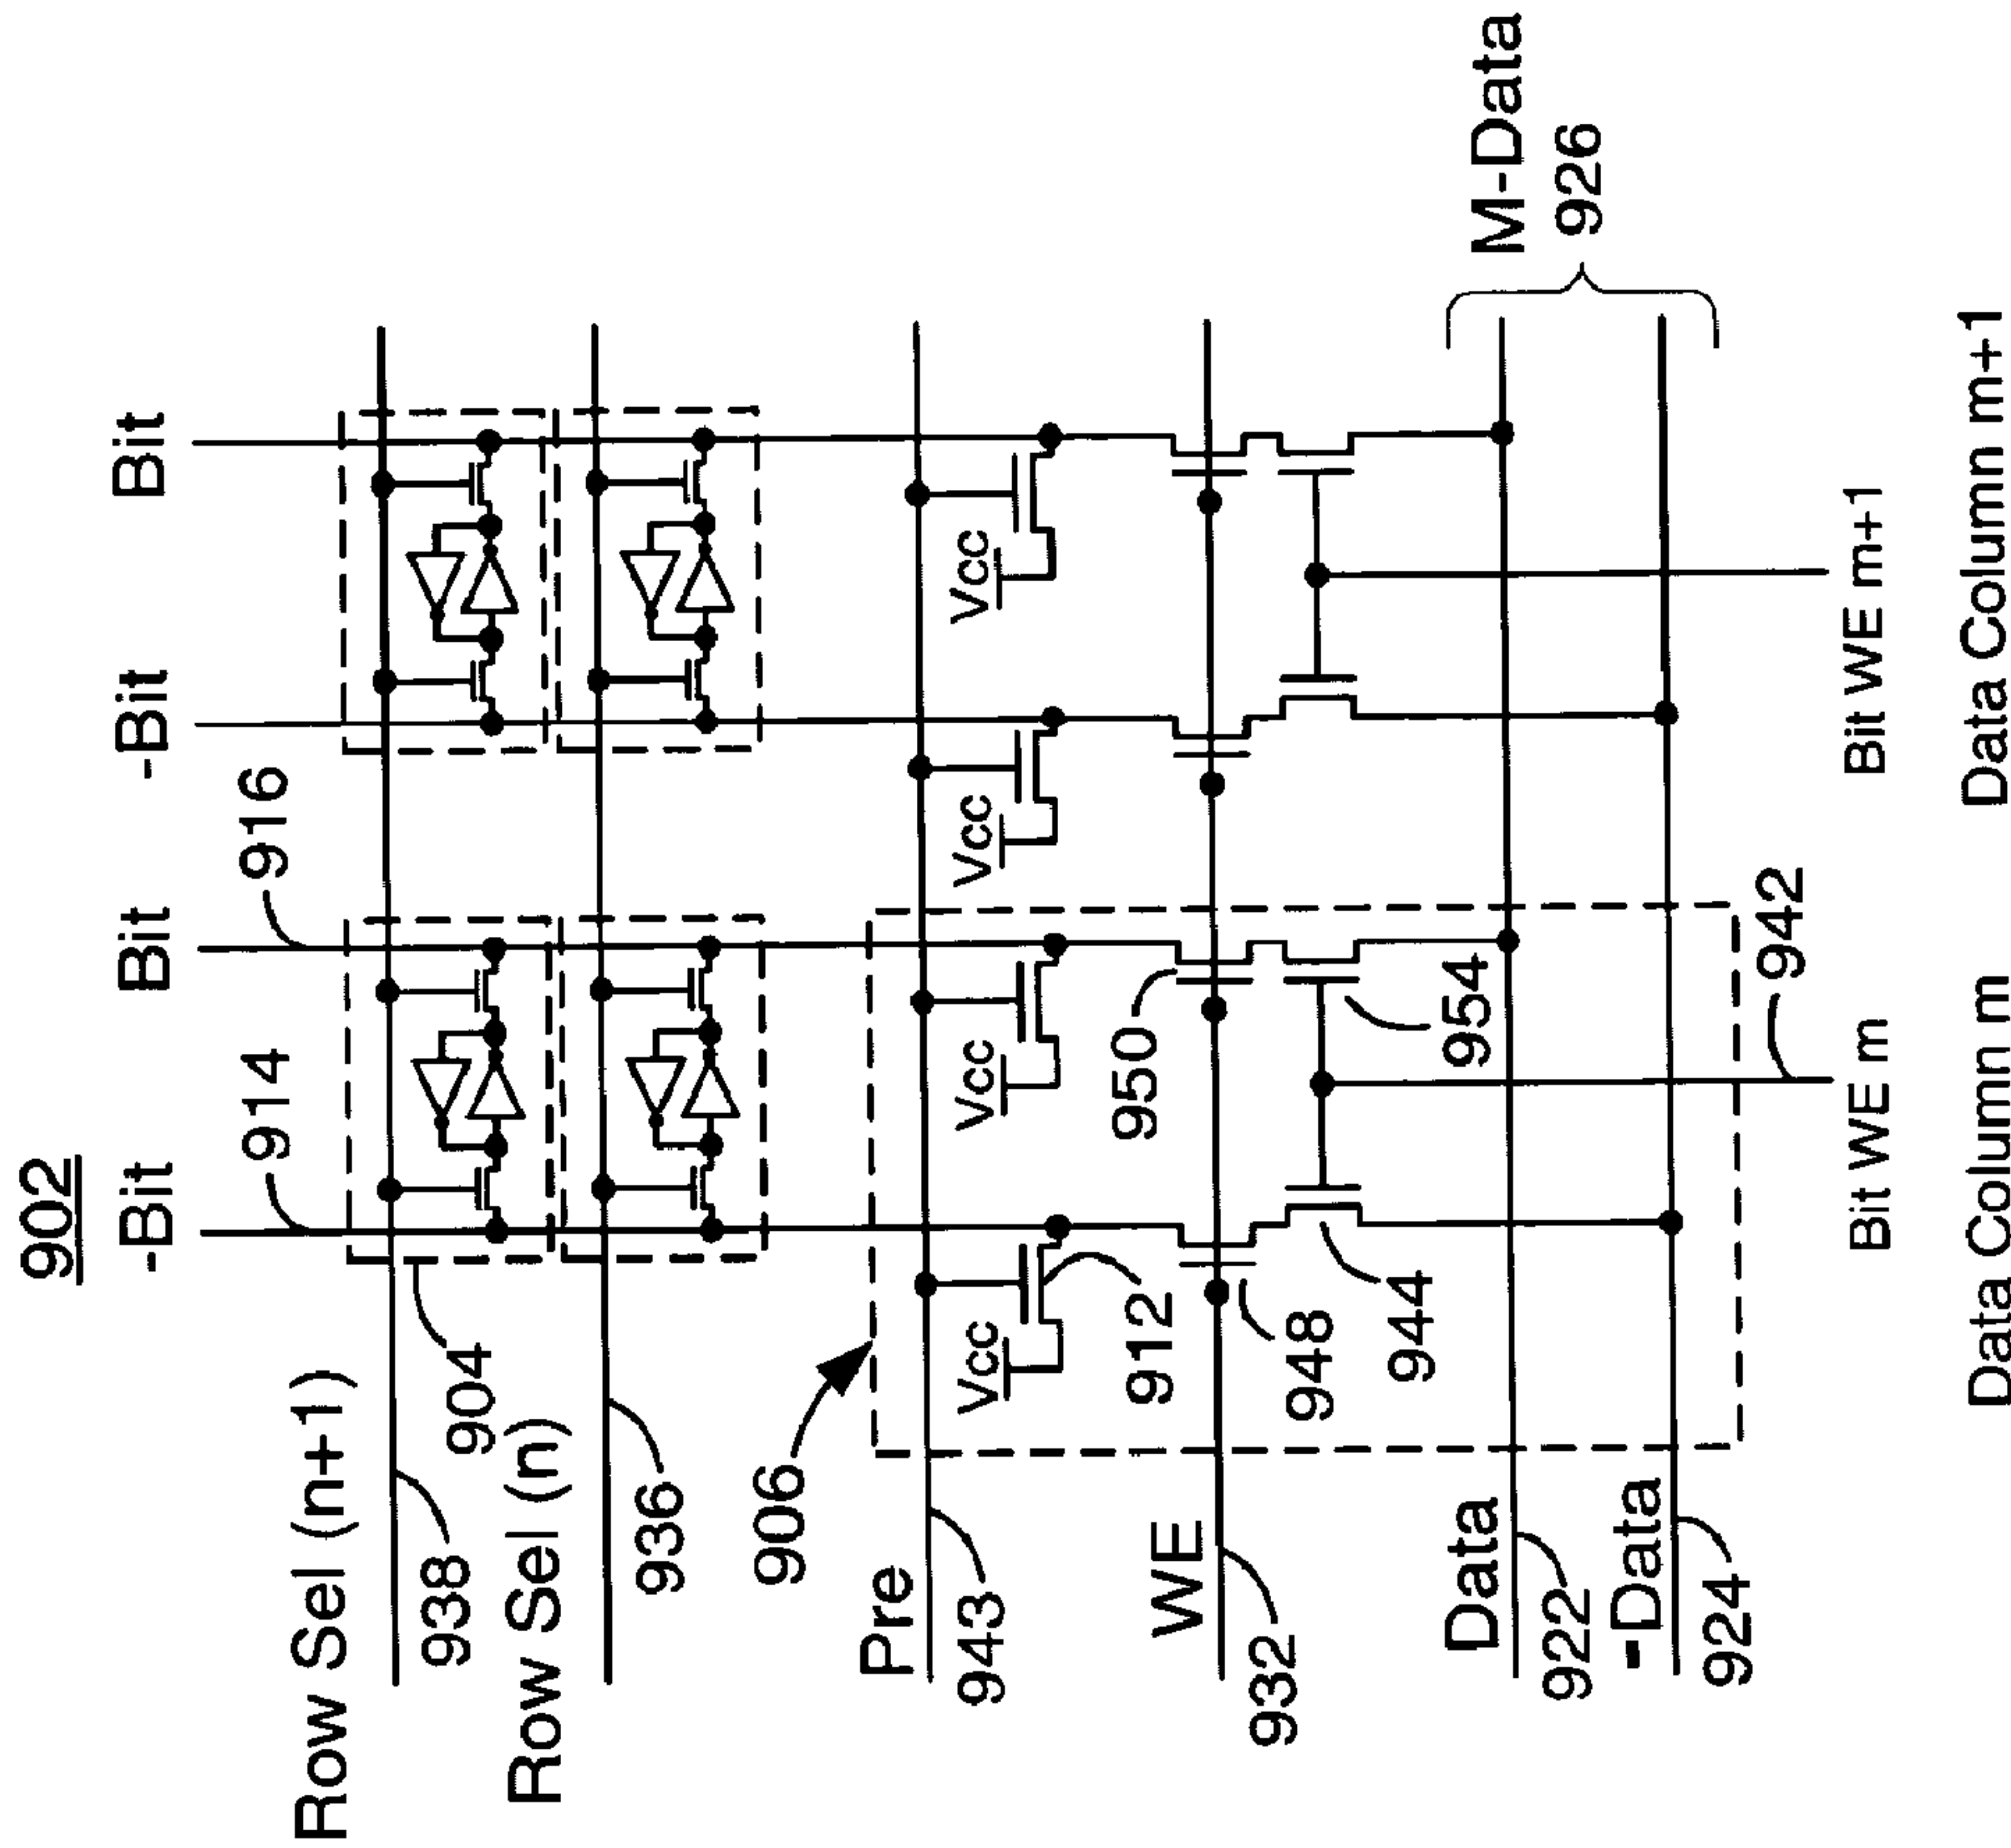 902
-Bit
Bit
-Bit
Bit
914
916
Row Sel (n+1)
938
904
Row Sel (n)
936
906
Pre
943
Vcc
Vcc
Vcc
Vcc
912
WE
932
948
950
944
954
Data
922
M-Data
926
-Data
924
942
Bit WE m
Bit WE m+1
Data Column m
Data Column m+1